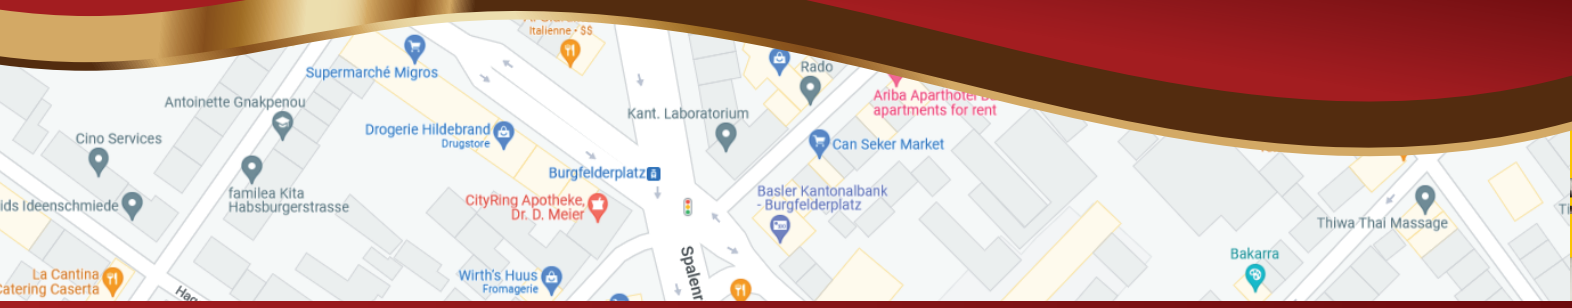 Italienne • $$
Supermarché Migros
Rado
Antoinette Gnakpenou
Ariba Aparthotel
apartments for rent
Kant. Laboratorium
Cino Services
Drogerie Hildebrand
Drugstore
Can Seker Market
Burgfelderplatz
familea Kita
Habsburgerstrasse
Basler Kantonalbank
- Burgfelderplatz
CityRing Apotheke,
Dr. D. Meier
ids Ideenschmiede
Thiwa Thai Massage
Bakarra
La Cantina
Catering Caserta
Wirth's Huus
Fromagerie
Spalenr
Hag